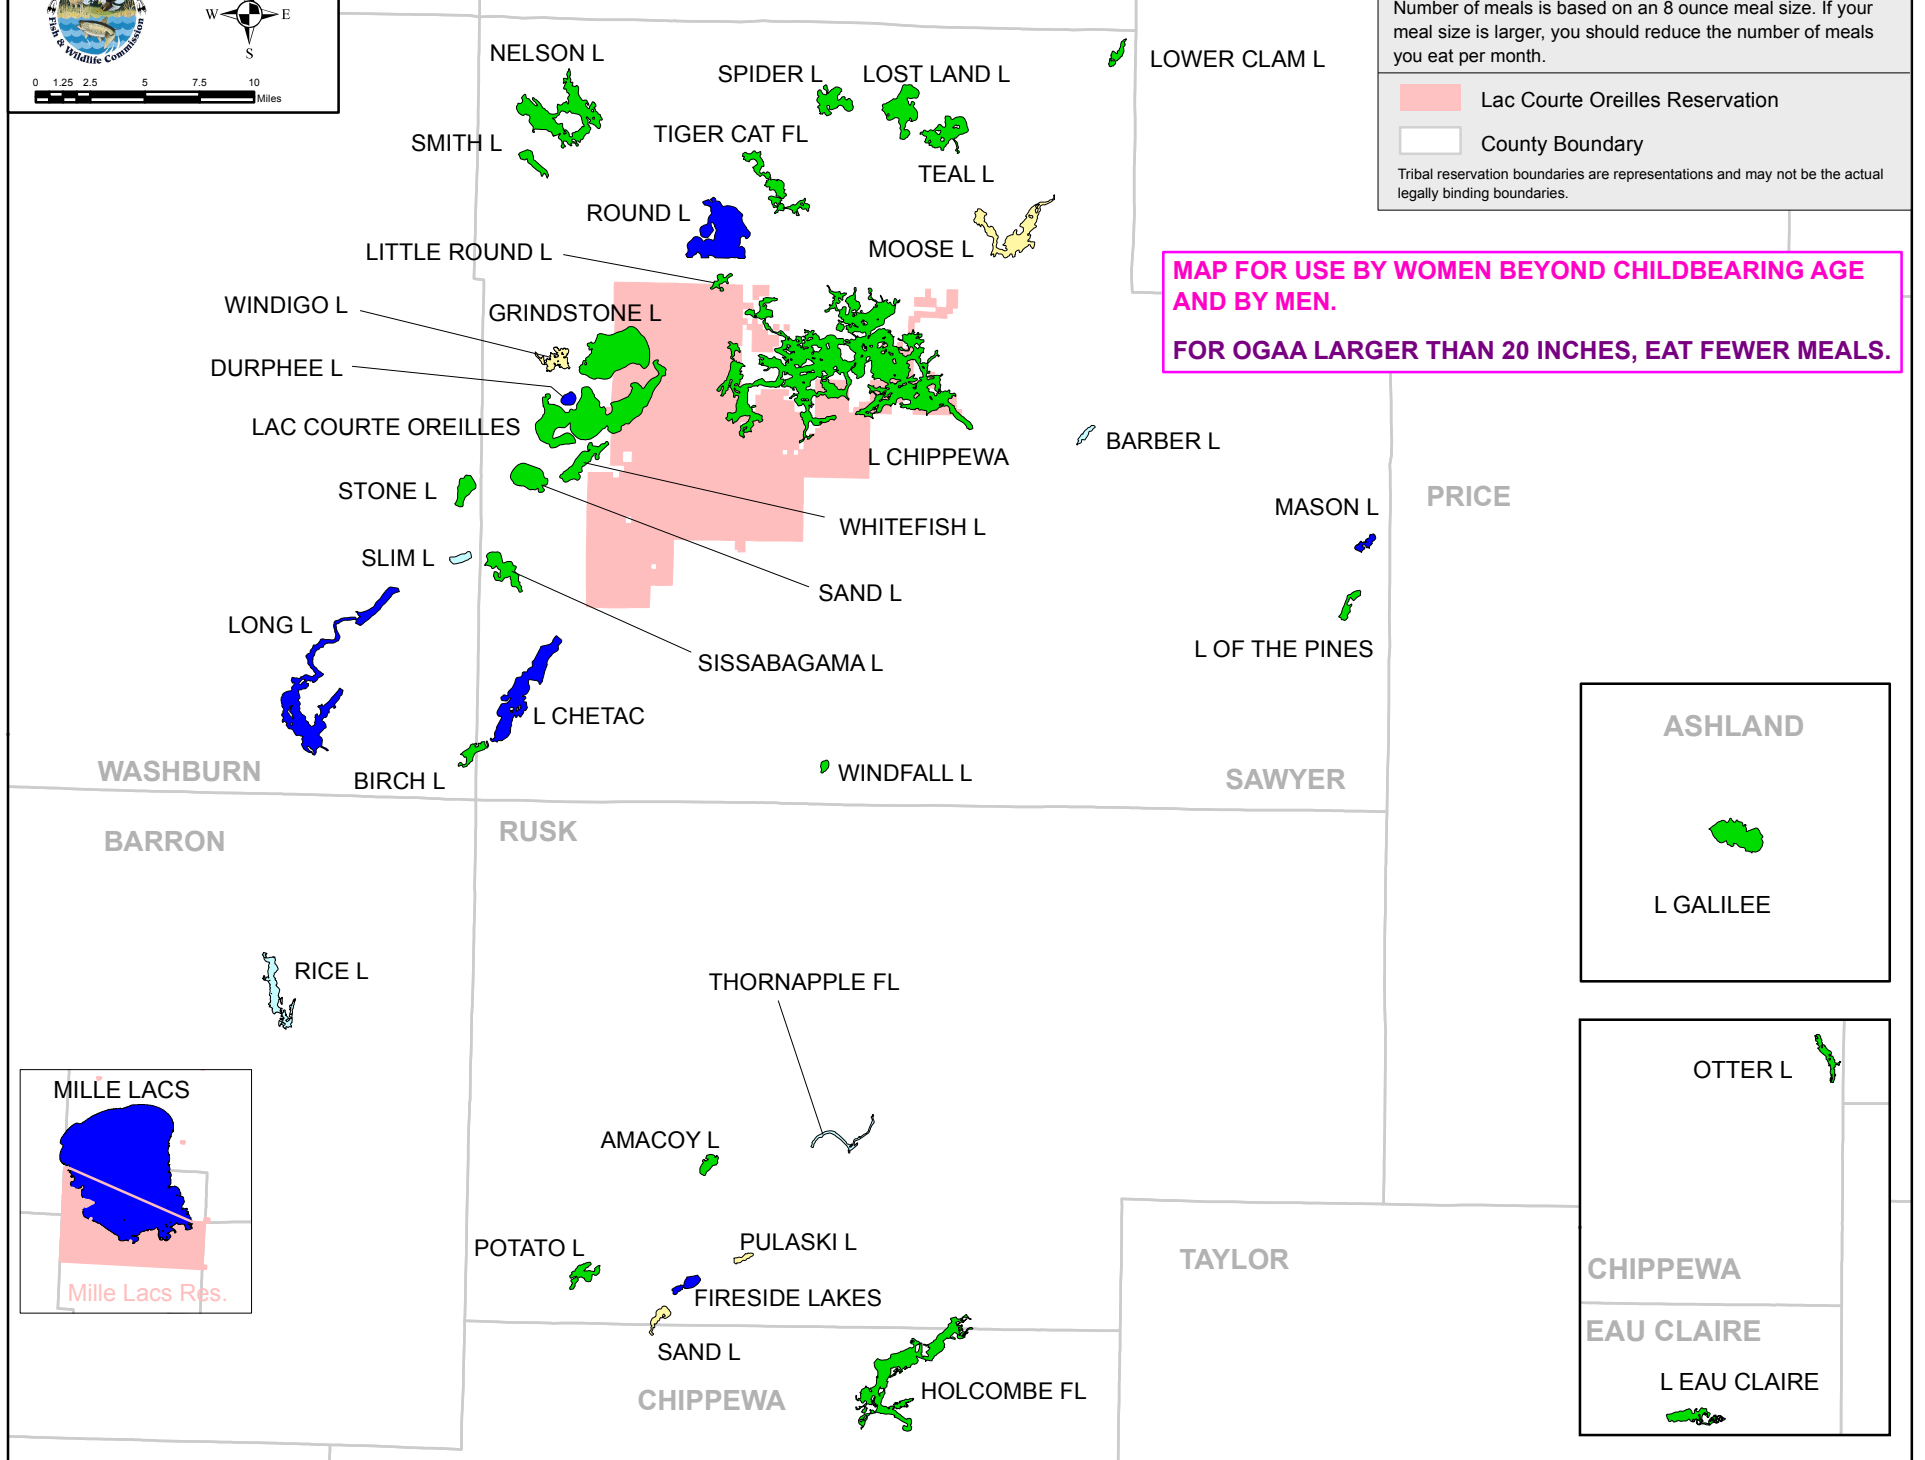 Fish & Wildlife Commission
W E
S
0 1.25 2.5 5 7.5 10
Miles
Number of meals is based on an 8 ounce meal size. If your
meal size is larger, you should reduce the number of meals
you eat per month.
Lac Courte Oreilles Reservation
County Boundary
Tribal reservation boundaries are representations and may not be the actual
legally binding boundaries.
MAP FOR USE BY WOMEN BEYOND CHILDBEARING AGE
AND BY MEN.
FOR OGAA LARGER THAN 20 INCHES, EAT FEWER MEALS.
NELSON L
SPIDER L
LOST LAND L
LOWER CLAM L
SMITH L
TIGER CAT FL
TEAL L
ROUND L
MOOSE L
LITTLE ROUND L
WINDIGO L
GRINDSTONE L
DURPHEE L
LAC COURTE OREILLES
L CHIPPEWA
BARBER L
STONE L
WHITEFISH L
MASON L
PRICE
SLIM L
SAND L
LONG L
SISSABAGAMA L
L OF THE PINES
L CHETAC
ASHLAND
WASHBURN
BIRCH L
WINDFALL L
SAWYER
BARRON
RUSK
L GALILEE
RICE L
THORNAPPLE FL
OTTER L
MILLE LACS
AMACOY L
Mille Lacs Res.
POTATO L
PULASKI L
TAYLOR
CHIPPEWA
FIRESIDE LAKES
EAU CLAIRE
SAND L
L EAU CLAIRE
CHIPPEWA
HOLCOMBE FL